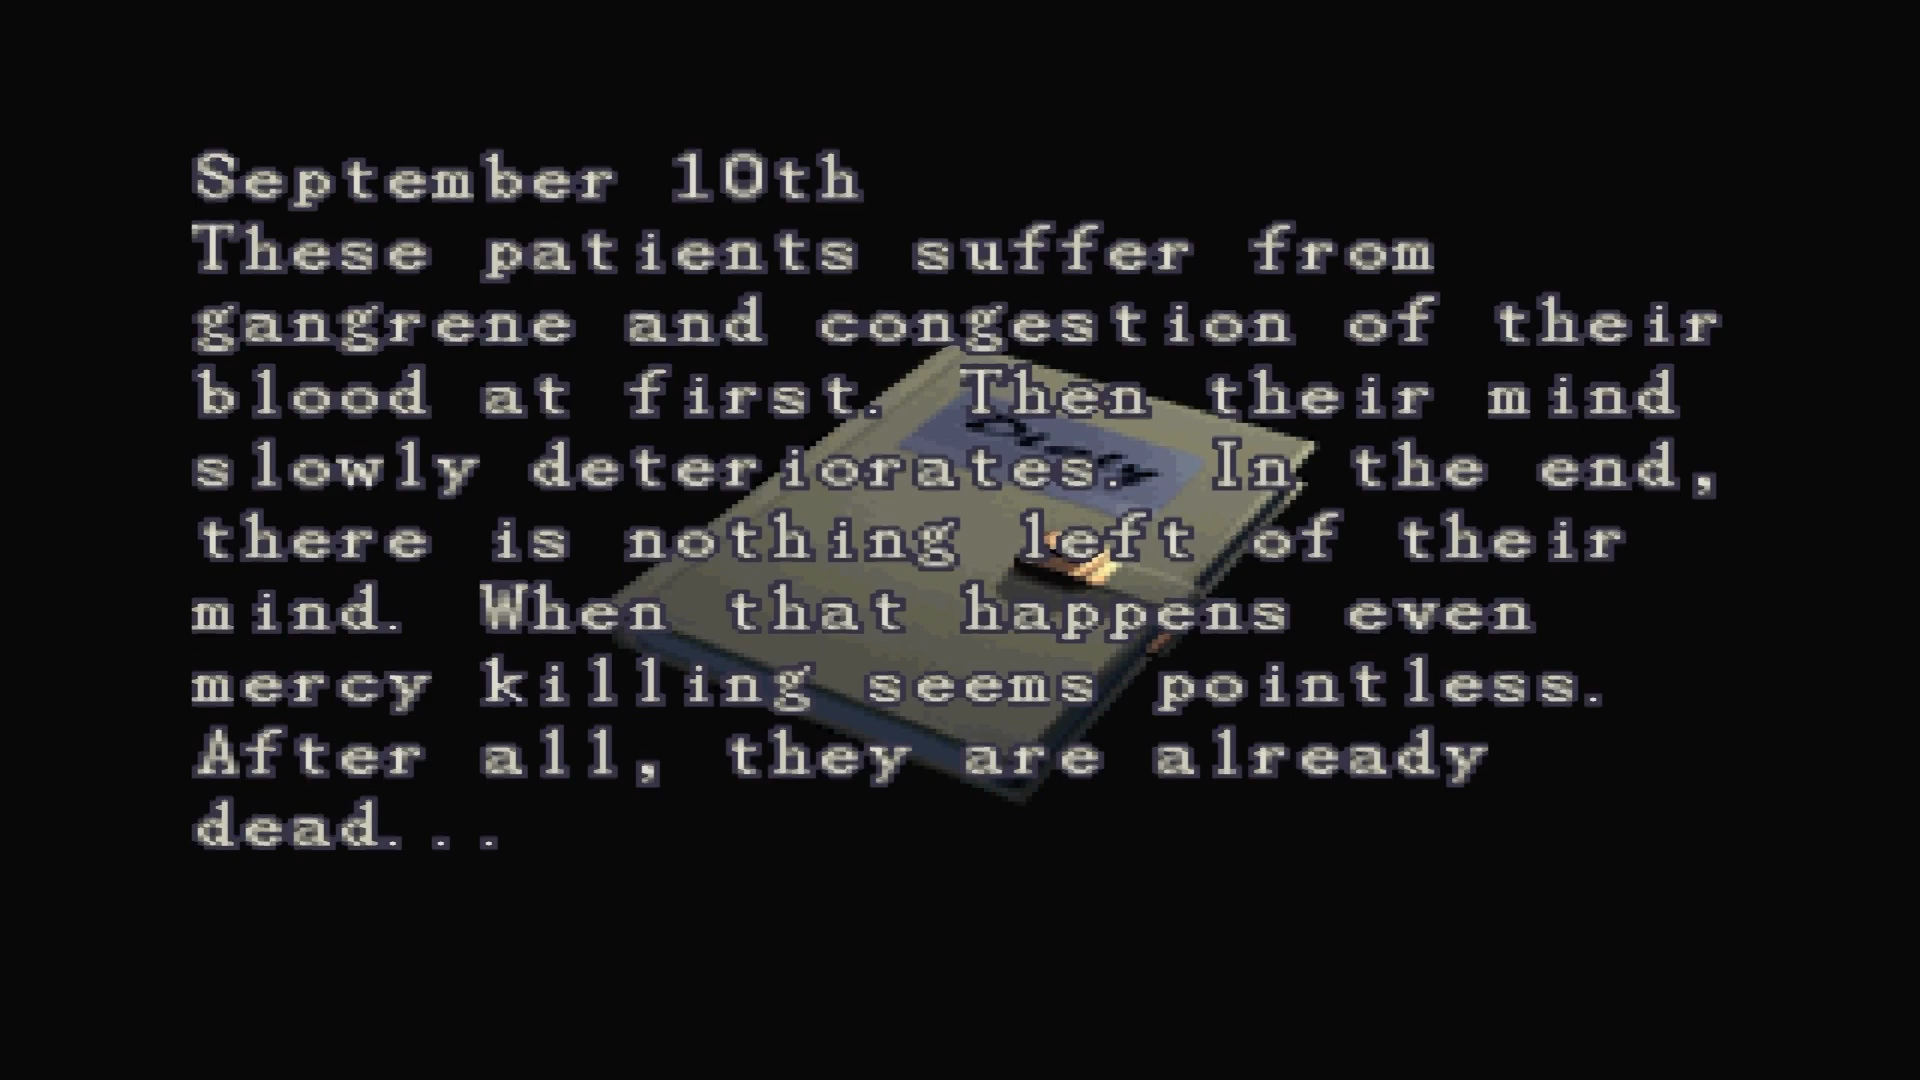 September 10th
These patients suffer from
gangrene and congestion of their
blood at first. Then their mind
slowly deteriorates. In the end,
there is nothing left of their
mind. When that happens even
mercy killing seems pointless.
After all, they are already
dead...
Diary